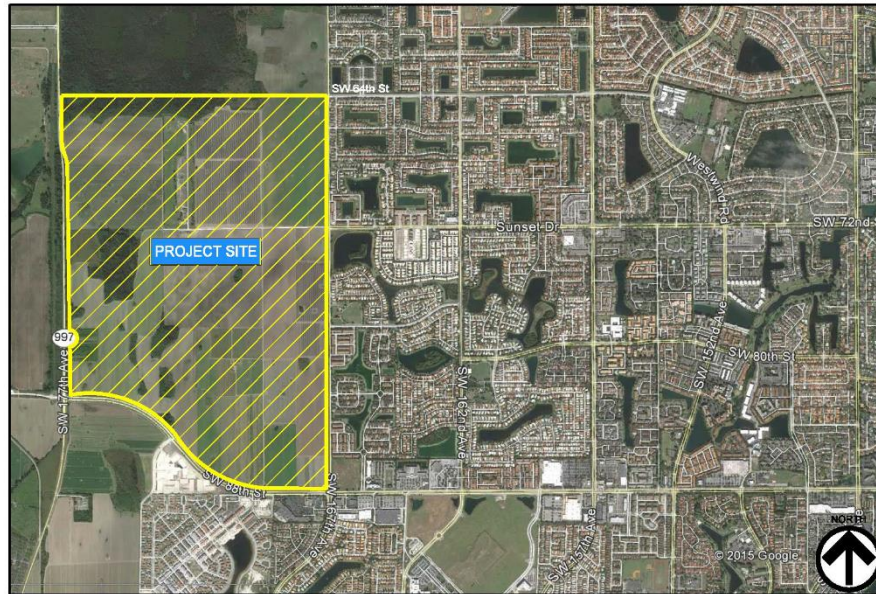 SW 64th St
Westwind Rd
SW 72nd
Sunset Dr
PROJECT SITE
997
SW 177th Ave
SW 152nd Ave
SW 80th St
SW 162nd Ave
SW 88th St
SW 167th Ave
SW 157th Ave
NORTH
© 2015 Google